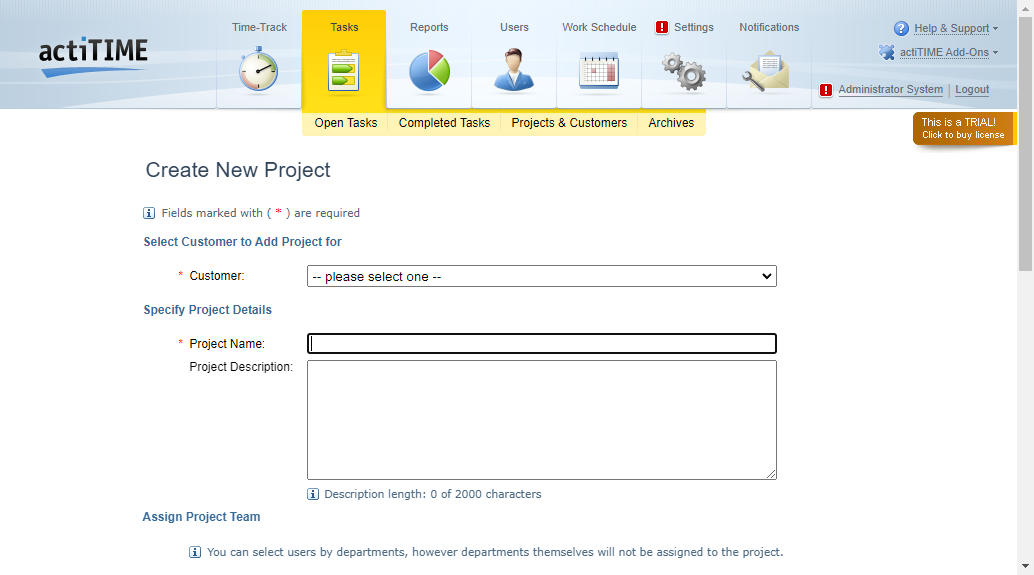 actiTIME
Time-Track
Tasks
Reports
Users
Work Schedule
! Settings
Notifications
? Help & Support
actiTIME Add-Ons
! Administrator System | Logout
Open Tasks
Completed Tasks
Projects & Customers
Archives
This is a TRIAL!
Click to buy license
Create New Project
i Fields marked with ( * ) are required
Select Customer to Add Project for
* Customer: -- please select one --
Specify Project Details
* Project Name:
Project Description:
i Description length: 0 of 2000 characters
Assign Project Team
i You can select users by departments, however departments themselves will not be assigned to the project.